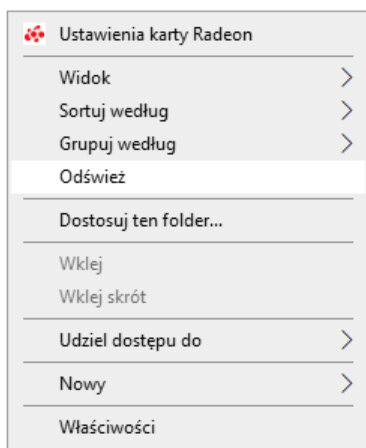 Ustawienia karty Radeon
Widok
Sortuj według
Grupuj według
Odśwież
Dostosuj ten folder...
Wklej
Wklej skrót
Udziel dostępu do
Nowy
Właściwości